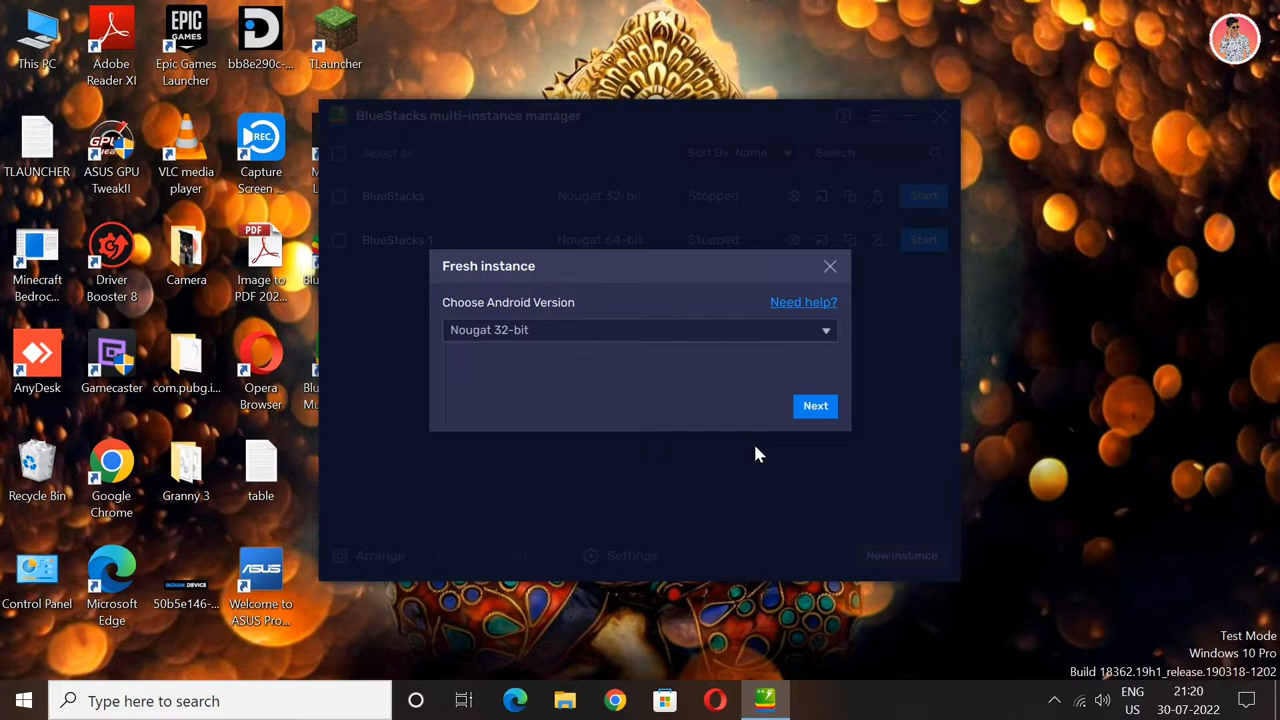 This PC
Adobe
Reader XI
EPIC
GAMES
Epic Games
Launcher
bb8e290c-...
TLauncher
TLAUNCHER
GPU
ASUS GPU
TweakII
VLC media
player
REC.
Capture
Screen ...
Minecraft
Bedroc...
Driver
Booster 8
Camera
PDF
Image to
PDF 202...
AnyDesk
Gamecaster
com.pubg.i...
Opera
Browser
Recycle Bin
Google
Chrome
Granny 3
table
Control Panel
Microsoft
Edge
INDIAN DEVICE
50b5e146-...
ASUS
Welcome to
ASUS Pro...
BlueStacks multi-instance manager
Select all
Sort By Name
Search
BlueStacks
Nougat 32-bit
Stopped
Start
BlueStacks 1
Nougat 64-bit
Stopped
Start
Fresh instance
Choose Android Version
Need help?
Nougat 32-bit
Next
Arrange
Settings
New instance
Test Mode
Windows 10 Pro
Build 18362.19h1_release.190318-1202
Type here to search
ENG
US
21:20
30-07-2022